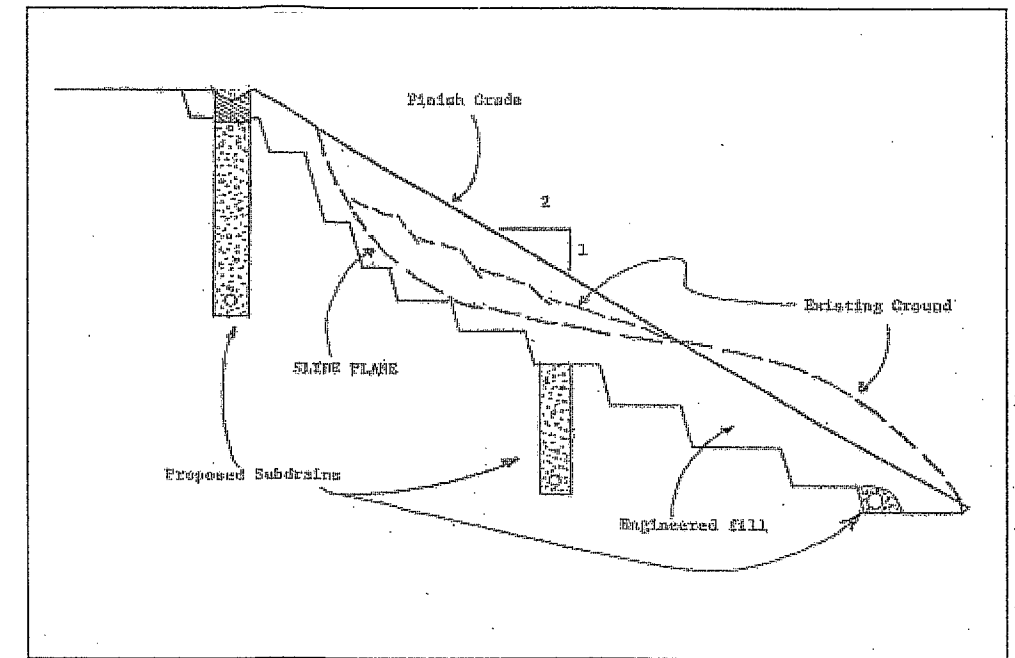 Finish Grade
2
1
Existing Ground
SLIDE PLANE
Proposed Subdrains
Engineered fill